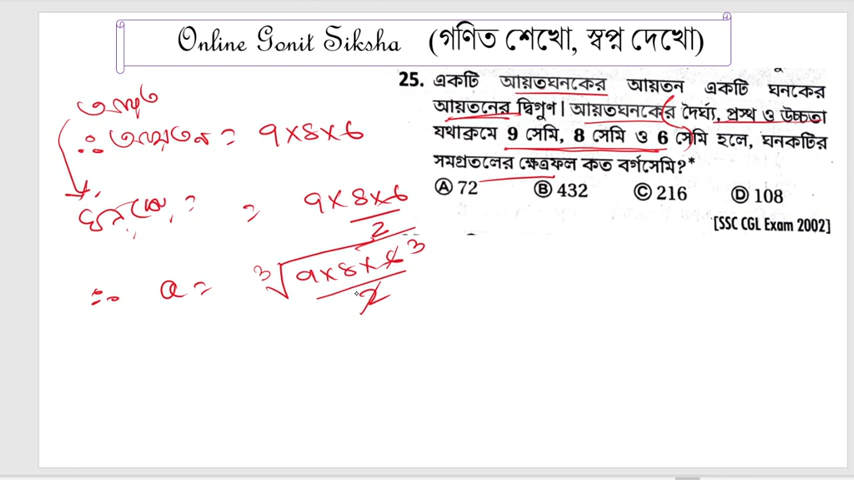 Online Gonit Siksha (গণিত শেখো, স্বপ্ন দেখো)
25. একটি আয়তঘনকের আয়তন একটি ঘনকের
আয়তনের দ্বিগুণ। আয়তঘনকের দৈর্ঘ্য, প্রস্থ ও উচ্চতা
যথাক্রমে 9 সেমি, 8 সেমি ও 6 সেমি হলে, ঘনকটির
সমগ্রতলের ক্ষেত্রফল কত বর্গসেমি?*
Ⓐ 72 Ⓑ 432 Ⓒ 216 Ⓓ 108
[SSC CGL Exam 2002]
∴ আয়তন = 9×8×6
= 9×8×6
2
∴ a = ∛ 9×8×6 3
2